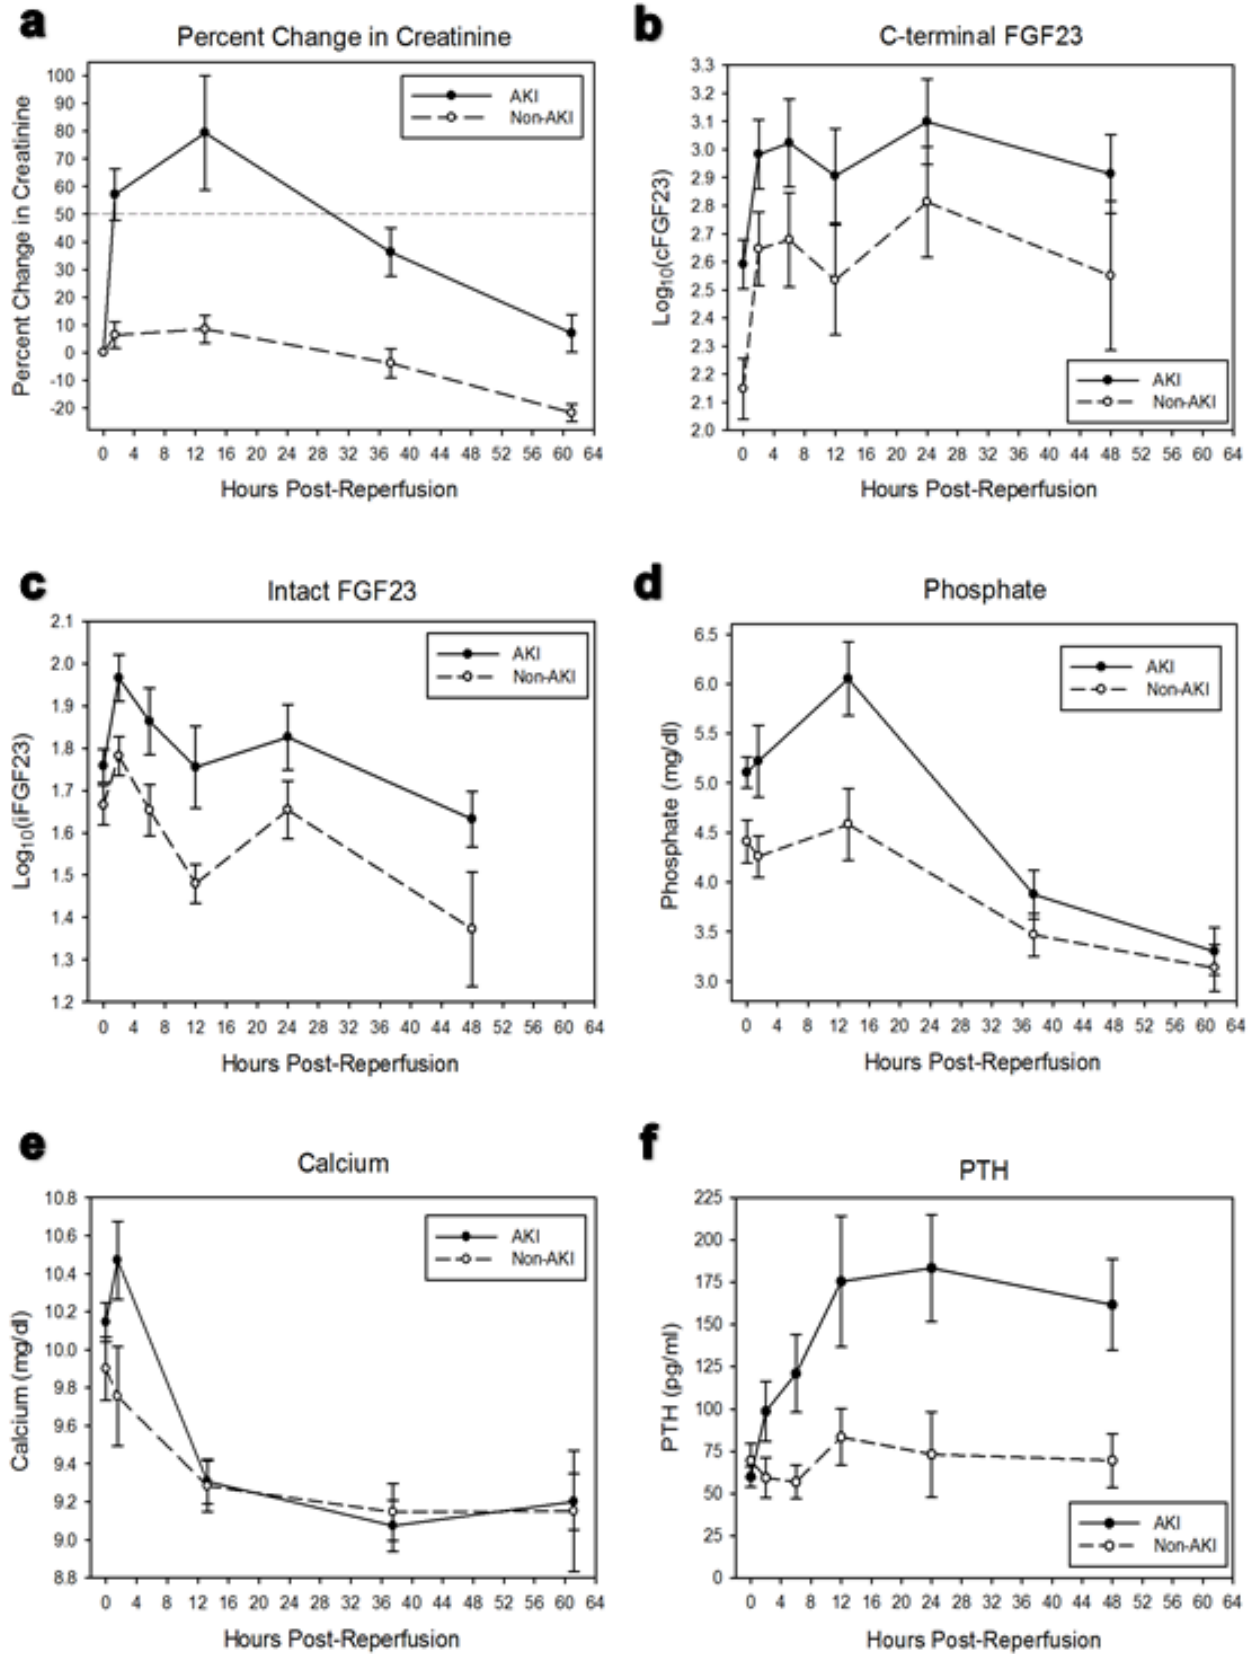 a
Percent Change in Creatinine
AKI
Non-AKI
Percent Change in Creatinine
100
90
80
70
60
50
40
30
20
10
0
-10
-20
0 4 8 12 16 20 24 28 32 36 40 44 48 52 56 60 64
Hours Post-Reperfusion
b
C-terminal FGF23
Log10(cFGF23)
3.3
3.2
3.1
3.0
2.9
2.8
2.7
2.6
2.5
2.4
2.3
2.2
2.1
2.0
AKI
Non-AKI
0 4 8 12 16 20 24 28 32 36 40 44 48 52 56 60 64
Hours Post-Reperfusion
c
Intact FGF23
AKI
Non-AKI
Log10(iFGF23)
2.1
2.0
1.9
1.8
1.7
1.6
1.5
1.4
1.3
1.2
0 4 8 12 16 20 24 28 32 36 40 44 48 52 56 60 64
Hours Post-Reperfusion
d
Phosphate
AKI
Non-AKI
Phosphate (mg/dl)
6.5
6.0
5.5
5.0
4.5
4.0
3.5
3.0
0 4 8 12 16 20 24 28 32 36 40 44 48 52 56 60 64
Hours Post-Reperfusion
e
Calcium
AKI
Non-AKI
Calcium (mg/dl)
10.8
10.6
10.4
10.2
10.0
9.8
9.6
9.4
9.2
9.0
8.8
0 4 8 12 16 20 24 28 32 36 40 44 48 52 56 60 64
Hours Post-Reperfusion
f
PTH
PTH (pg/ml)
225
200
175
150
125
100
75
50
25
0
AKI
Non-AKI
0 4 8 12 16 20 24 28 32 36 40 44 48 52 56 60 64
Hours Post-Reperfusion